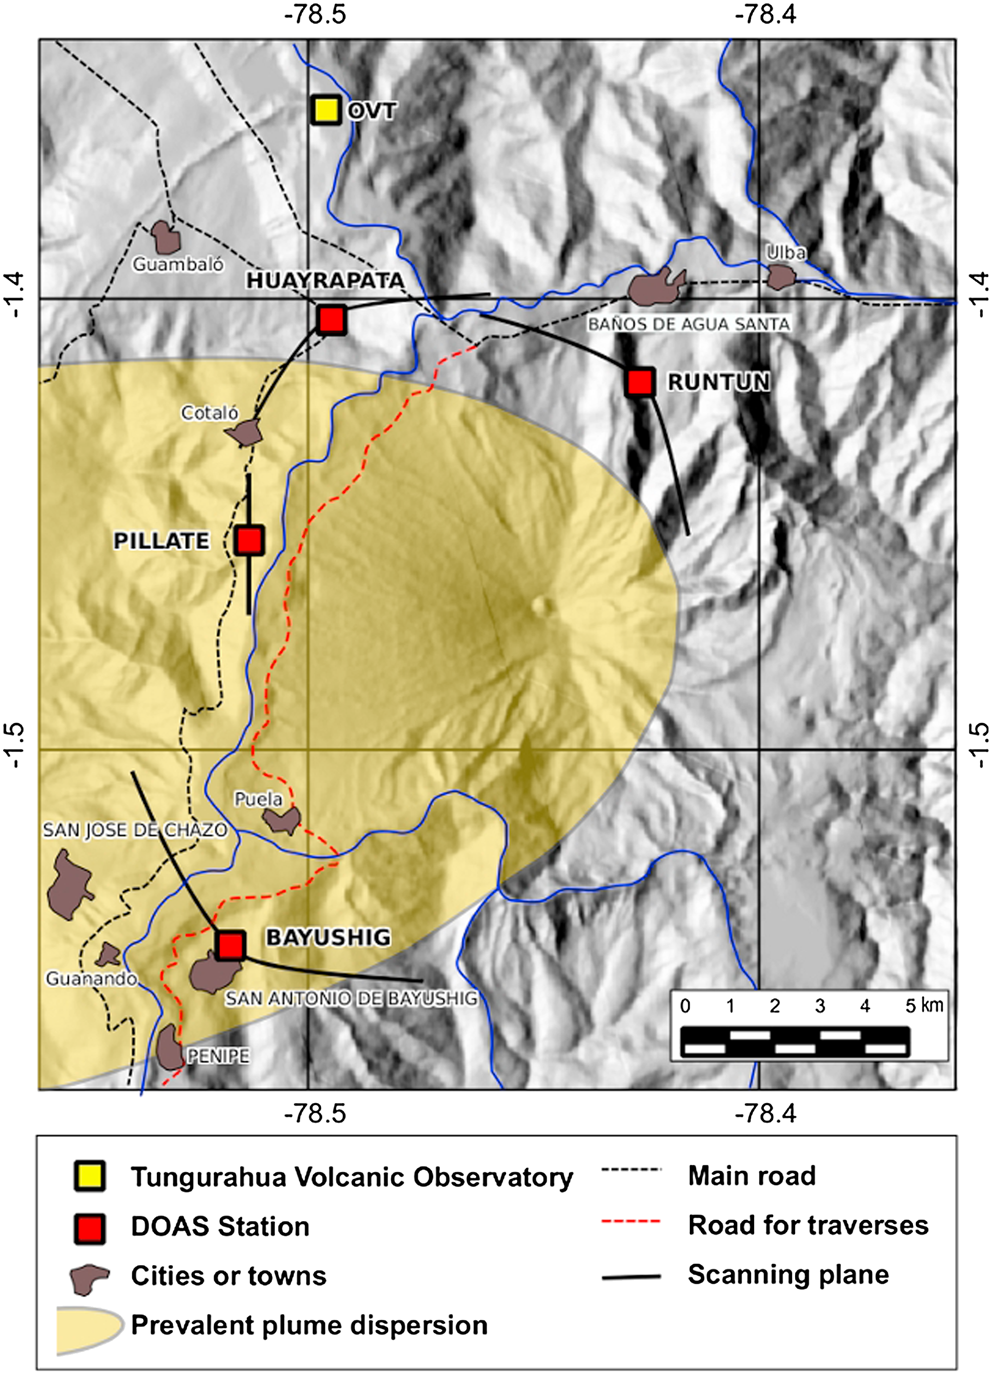 -78.5 -78.4
OVT
Guambaló
Ulba
HUAYRAPATA
-1.4 -1.4
BAÑOS DE AGUA SANTA
RUNTUN
Cotaló
PILLATE
-1.5 -1.5
Puela
SAN JOSE DE CHAZO
BAYUSHIG
Guanando
SAN ANTONIO DE BAYUSHIG
0 1 2 3 4 5 km
PENIPE
-78.5 -78.4
Tungurahua Volcanic Observatory
Main road
DOAS Station
Road for traverses
Cities or towns
Scanning plane
Prevalent plume dispersion